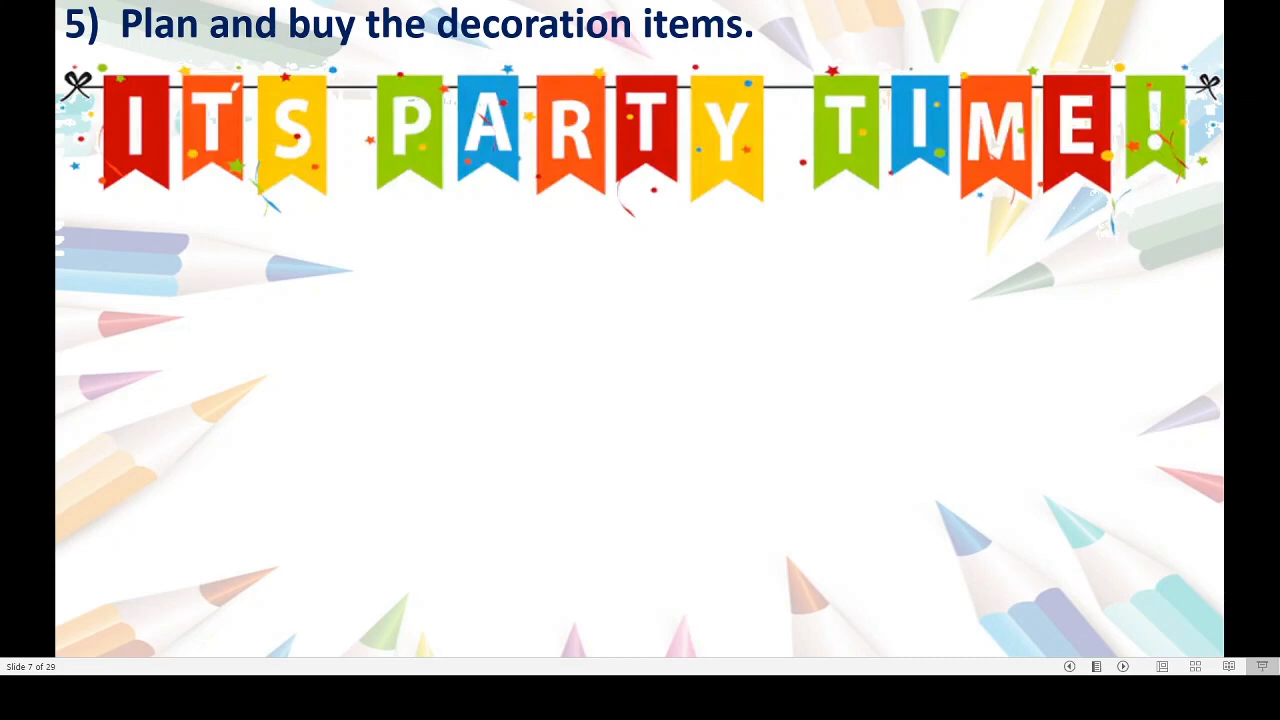 5) Plan and buy the decoration items.
IT´S PARTY TIME!
Slide 7 of 29